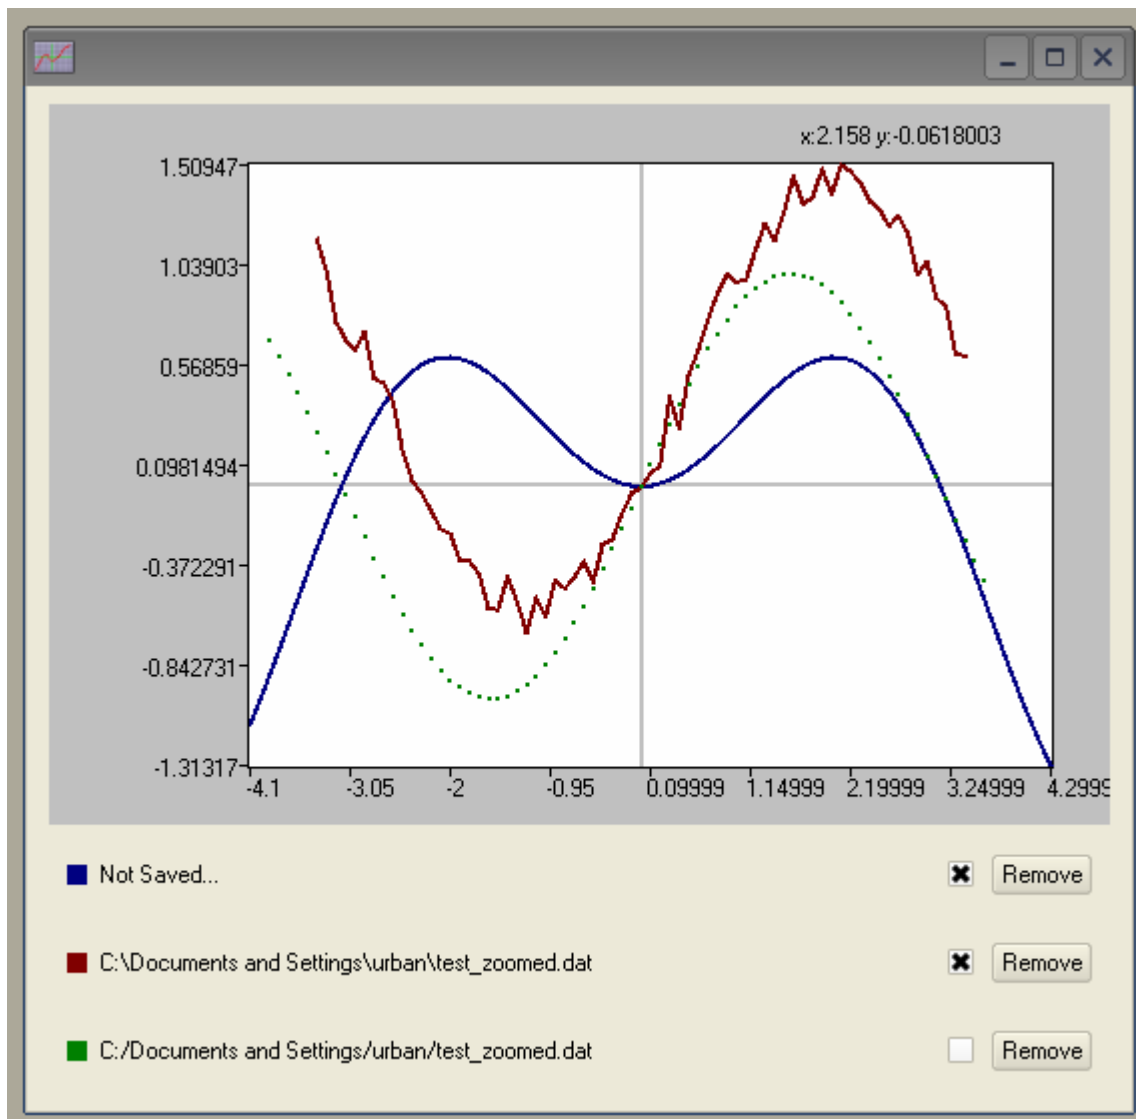 x:2.158 y:-0.0618003
1.50947
1.03903
0.56859
0.0981494
-0.372291
-0.842731
-1.31317
-4.1 -3.05 -2 -0.95 0.09999 1.14999 2.19999 3.24999 4.2999
Not Saved... Remove
C:\Documents and Settings\urban\test_zoomed.dat Remove
C:/Documents and Settings/urban/test_zoomed.dat Remove